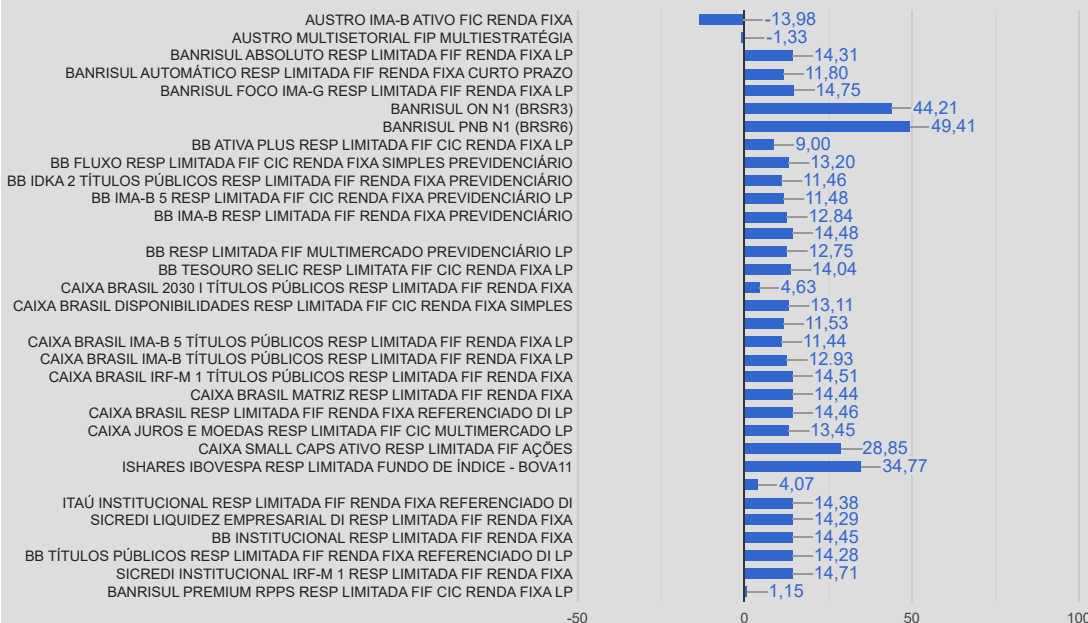 AUSTRO IMA-B ATIVO FIC RENDA FIXA -13,98
AUSTRO MULTISETORIAL FIP MULTIESTRATÉGIA -1,33
BANRISUL ABSOLUTO RESP LIMITADA FIF RENDA FIXA LP 14,31
BANRISUL AUTOMÁTICO RESP LIMITADA FIF RENDA FIXA CURTO PRAZO 11,80
BANRISUL FOCO IMA-G RESP LIMITADA FIF RENDA FIXA LP 14,75
BANRISUL ON N1 (BRSR3) 44,21
BANRISUL PNB N1 (BRSR6) 49,41
BB ATIVA PLUS RESP LIMITADA FIF CIC RENDA FIXA LP 9,00
BB FLUXO RESP LIMITADA FIF CIC RENDA FIXA SIMPLES PREVIDENCIÁRIO 13,20
BB IDKA 2 TÍTULOS PÚBLICOS RESP LIMITADA FIF RENDA FIXA PREVIDENCIÁRIO 11,46
BB IMA-B 5 RESP LIMITADA FIF CIC RENDA FIXA PREVIDENCIÁRIO LP 11,48
BB IMA-B RESP LIMITADA FIF RENDA FIXA PREVIDENCIÁRIO 12,84
14,48
BB RESP LIMITADA FIF MULTIMERCADO PREVIDENCIÁRIO LP 12,75
BB TESOURO SELIC RESP LIMITATA FIF CIC RENDA FIXA LP 14,04
CAIXA BRASIL 2030 I TÍTULOS PÚBLICOS RESP LIMITADA FIF RENDA FIXA 4,63
CAIXA BRASIL DISPONIBILIDADES RESP LIMITADA FIF CIC RENDA FIXA SIMPLES 13,11
11,53
CAIXA BRASIL IMA-B 5 TÍTULOS PÚBLICOS RESP LIMITADA FIF RENDA FIXA LP 11,44
CAIXA BRASIL IMA-B TÍTULOS PÚBLICOS RESP LIMITADA FIF RENDA FIXA LP 12,93
CAIXA BRASIL IRF-M 1 TÍTULOS PÚBLICOS RESP LIMITADA FIF RENDA FIXA 14,51
CAIXA BRASIL MATRIZ RESP LIMITADA FIF RENDA FIXA 14,44
CAIXA BRASIL RESP LIMITADA FIF RENDA FIXA REFERENCIADO DI LP 14,46
CAIXA JUROS E MOEDAS RESP LIMITADA FIF CIC MULTIMERCADO LP 13,45
CAIXA SMALL CAPS ATIVO RESP LIMITADA FIF AÇÕES 28,85
ISHARES IBOVESPA RESP LIMITADA FUNDO DE ÍNDICE - BOVA11 34,77
4,07
ITAÚ INSTITUCIONAL RESP LIMITADA FIF RENDA FIXA REFERENCIADO DI 14,38
SICREDI LIQUIDEZ EMPRESARIAL DI RESP LIMITADA FIF RENDA FIXA 14,29
BB INSTITUCIONAL RESP LIMITADA FIF RENDA FIXA 14,45
BB TÍTULOS PÚBLICOS RESP LIMITADA FIF RENDA FIXA REFERENCIADO DI LP 14,28
SICREDI INSTITUCIONAL IRF-M 1 RESP LIMITADA FIF RENDA FIXA 14,71
BANRISUL PREMIUM RPPS RESP LIMITADA FIF CIC RENDA FIXA LP 1,15
-50 0 50 100